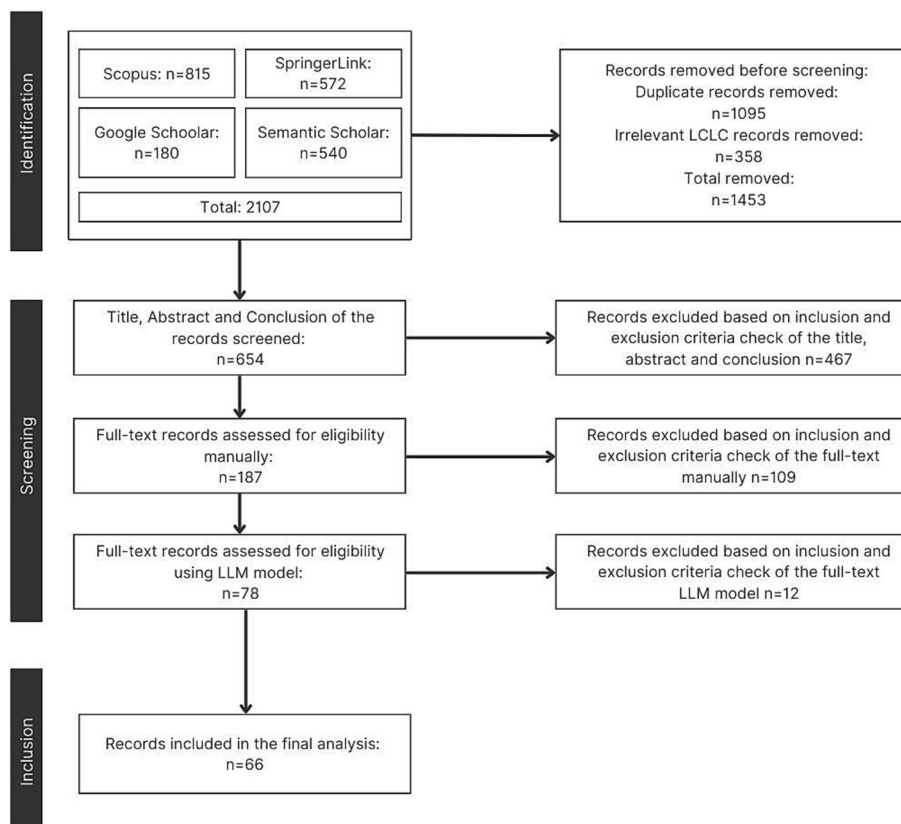 Identification
Scopus: n=815
SpringerLink:
n=572
Google Schoolar:
n=180
Semantic Scholar:
n=540
Total: 2107
Records removed before screening:
Duplicate records removed:
n=1095
Irrelevant LCLC records removed:
n=358
Total removed:
n=1453
Screening
Title, Abstract and Conclusion of the
records screened:
n=654
Records excluded based on inclusion and
exclusion criteria check of the title,
abstract and conclusion n=467
Full-text records assessed for eligibility
manually:
n=187
Records excluded based on inclusion and
exclusion criteria check of the full-text
manually n=109
Full-text records assessed for eligibility
using LLM model:
n=78
Records excluded based on inclusion and
exclusion criteria check of the full-text
LLM model n=12
Inclusion
Records included in the final analysis:
n=66